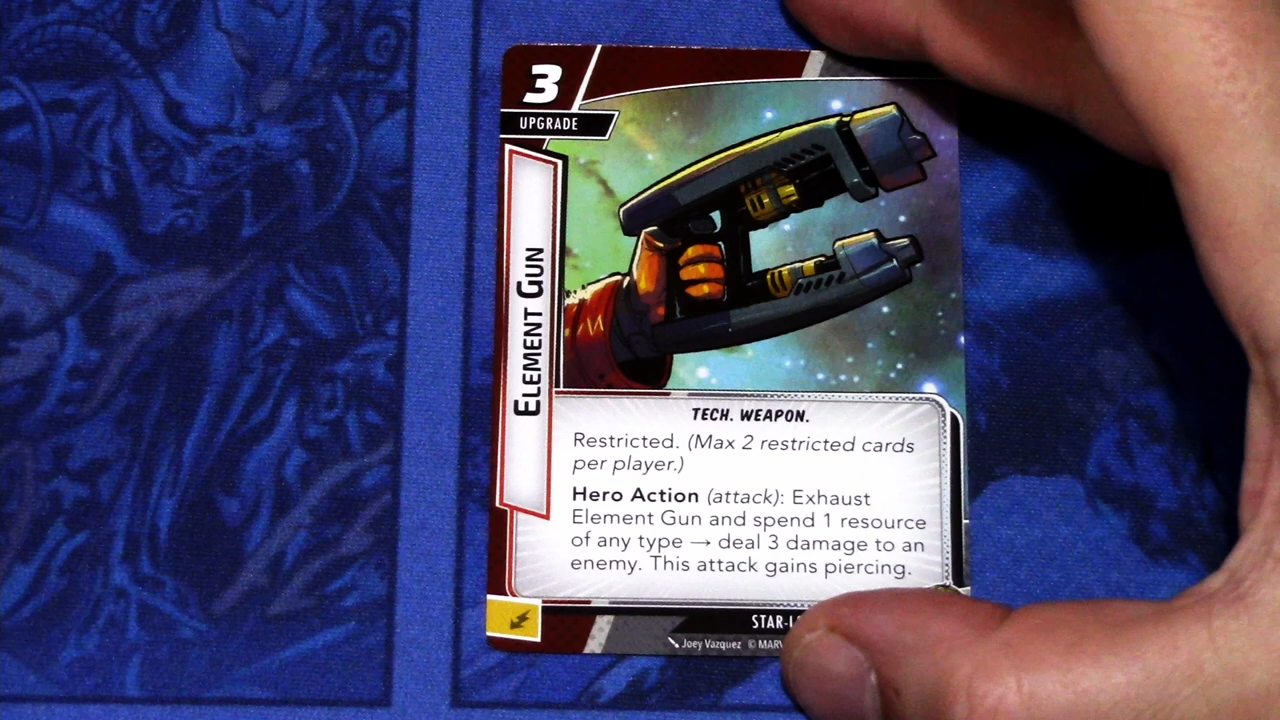 3
UPGRADE
ELEMENT GUN
TECH. WEAPON.
Restricted. (Max 2 restricted cards
per player.)
Hero Action (attack): Exhaust
Element Gun and spend 1 resource
of any type → deal 3 damage to an
enemy. This attack gains piercing.
Joey Vazquez ©